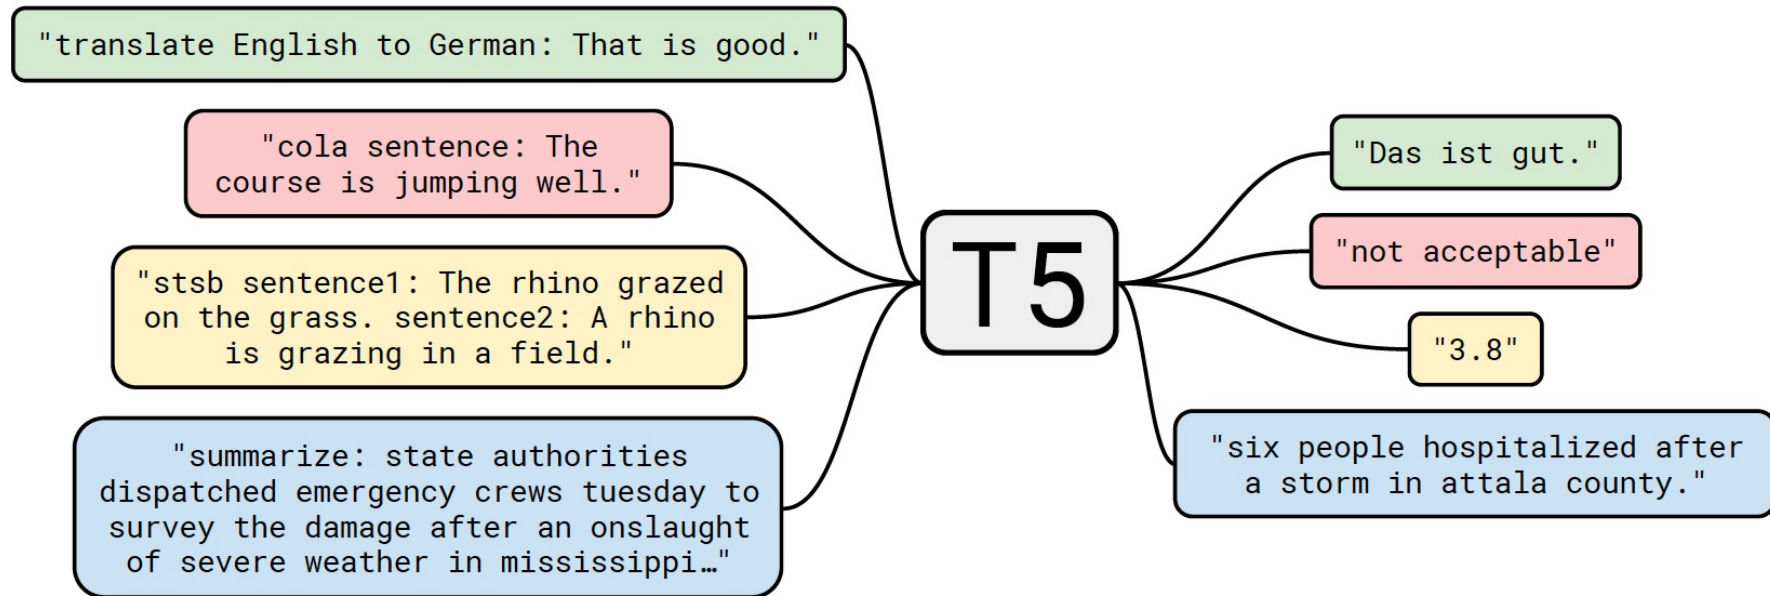 "translate English to German: That is good."
"cola sentence: The
course is jumping well."
"stsb sentence1: The rhino grazed
on the grass. sentence2: A rhino
is grazing in a field."
"summarize: state authorities
dispatched emergency crews tuesday to
survey the damage after an onslaught
of severe weather in mississippi…"
T5
"Das ist gut."
"not acceptable"
"3.8"
"six people hospitalized after
a storm in attala county."